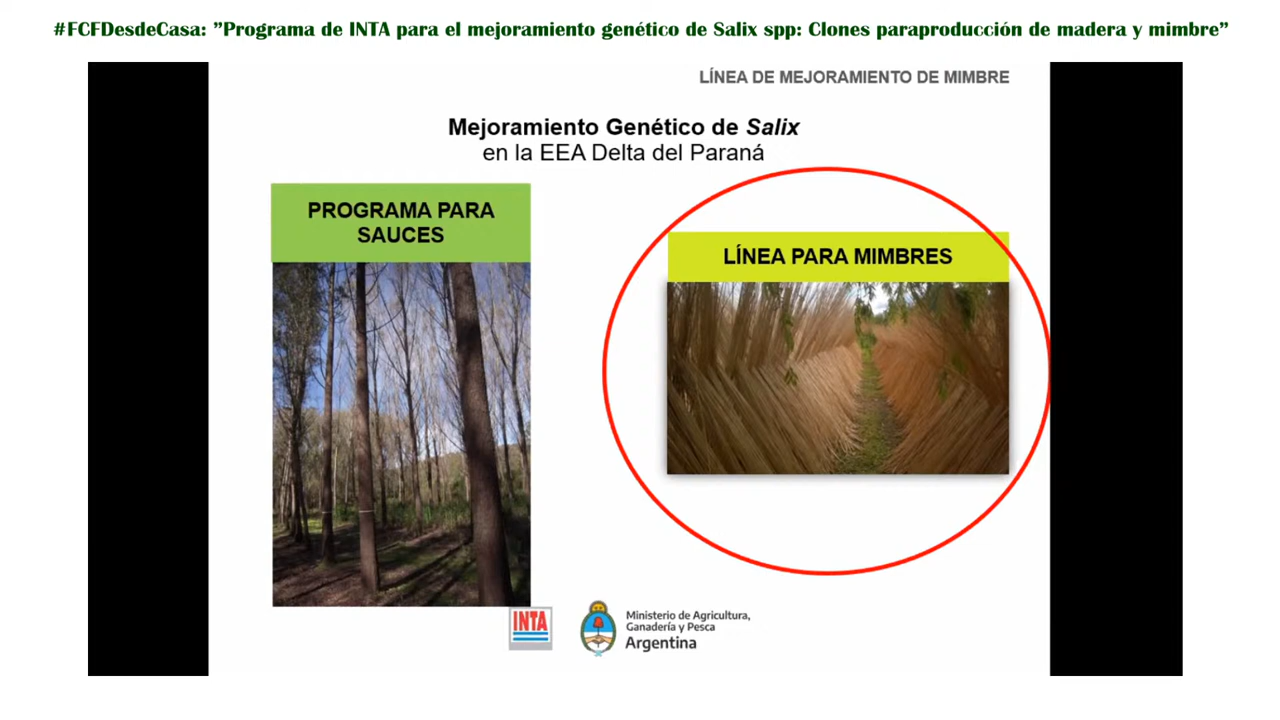 #FCFDesdeCasa: ”Programa de INTA para el mejoramiento genético de Salix spp: Clones paraproducción de madera y mimbre”
LÍNEA DE MEJORAMIENTO DE MIMBRE
Mejoramiento Genético de Salix
en la EEA Delta del Paraná
PROGRAMA PARA
SAUCES
LÍNEA PARA MIMBRES
INTA
Ministerio de Agricultura,
Ganadería y Pesca
Argentina